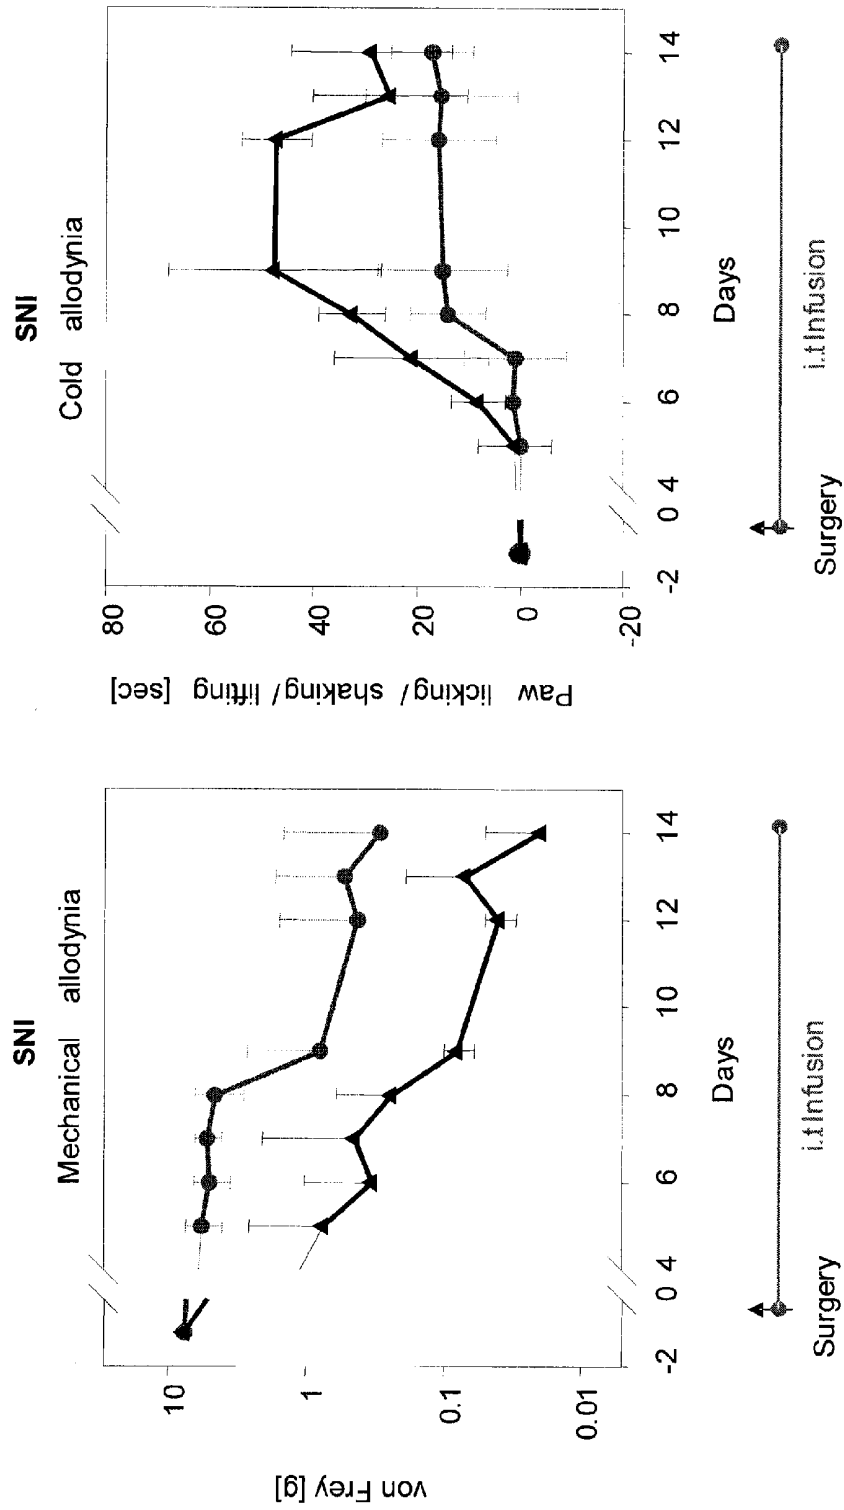 SNI
Mechanical allodynia
von Frey [g]
10
1
0.1
0.01
-2 0 4 6 8 10 12 14
Days
Surgery
i.t Infusion
SNI
Cold allodynia
Paw licking / shaking / lifting [sec]
80
60
40
20
0
-20
-2 0 4 6 8 10 12 14
Days
Surgery
i.t Infusion